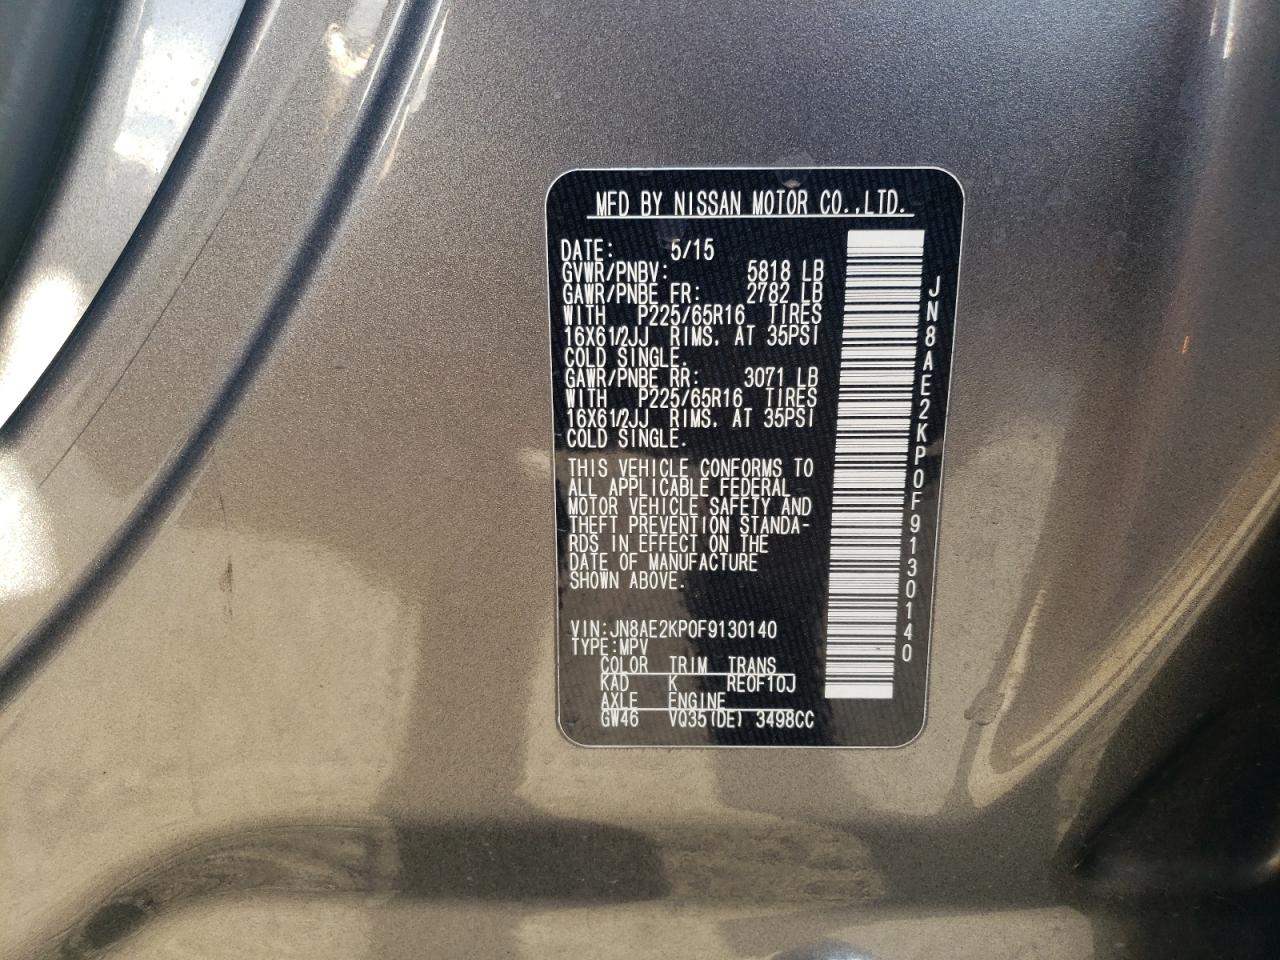 MFD BY NISSAN MOTOR CO.,LTD.
DATE: 5/15
GVWR/PNBV: 5818 LB
GAWR/PNBE FR: 2782 LB
WITH P225/65R16 TIRES
16X61/2JJ RIMS. AT 35PSI
COLD SINGLE.
GAWR/PNBE RR: 3071 LB
WITH P225/65R16 TIRES
16X61/2JJ RIMS. AT 35PSI
COLD SINGLE.
THIS VEHICLE CONFORMS TO
ALL APPLICABLE FEDERAL
MOTOR VEHICLE SAFETY AND
THEFT PREVENTION STANDA-
RDS IN EFFECT ON THE
DATE OF MANUFACTURE
SHOWN ABOVE.
VIN:JN8AE2KP0F9130140
TYPE:MPV
COLOR TRIM TRANS
KAD K RE0F10J
AXLE ENGINE
GW46 VQ35(DE) 3498CC
JN8AE2KP0F9130140